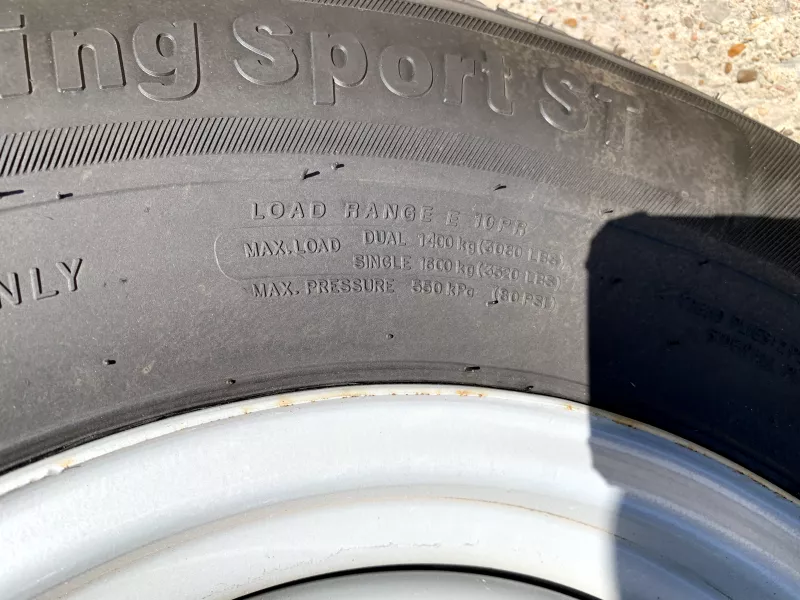 ing Sport ST
LOAD RANGE E 10PR
MAX. LOAD DUAL 1400 kg (3080 LBS)
SINGLE 1600 kg (3520 LBS)
MAX. PRESSURE 550 kPa (80 PSI)
NLY